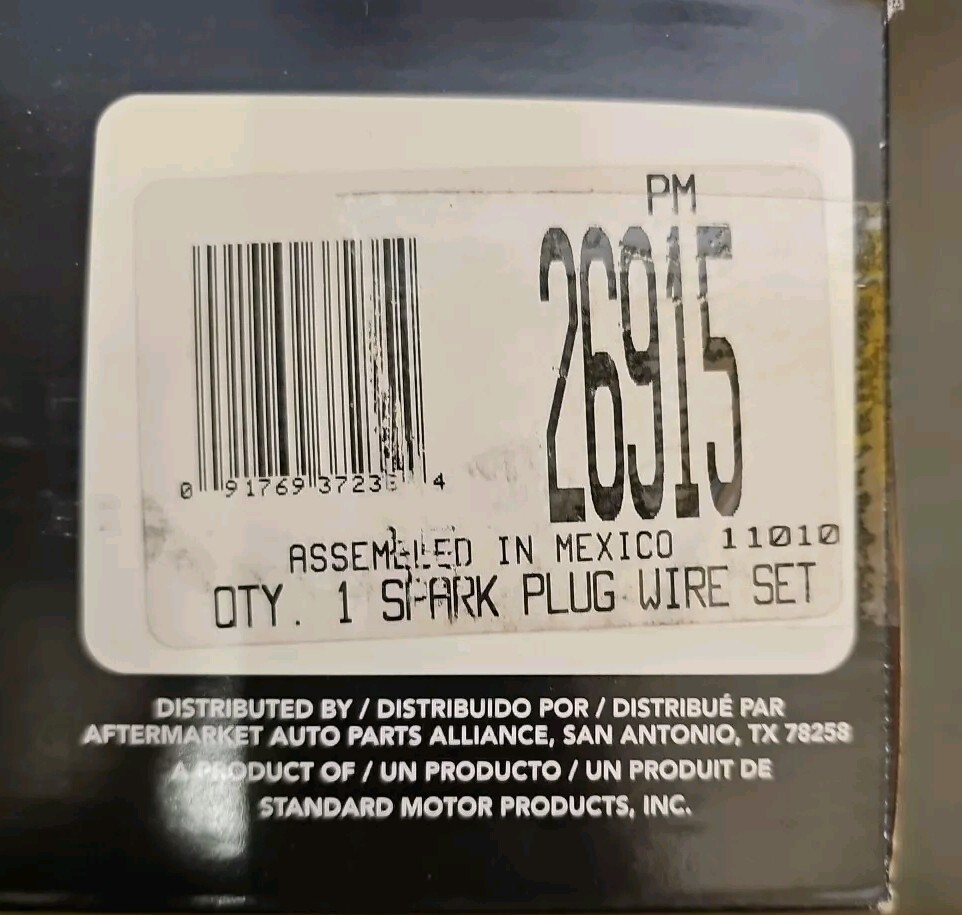 PM
26915
0 91769 4
ASSEMBLED IN MEXICO 11010
QTY. 1 SPARK PLUG WIRE SET
DISTRIBUTED BY / DISTRIBUIDO POR / DISTRIBUÉ PAR
AFTERMARKET AUTO PARTS ALLIANCE, SAN ANTONIO, TX 78258
A PRODUCT OF / UN PRODUCTO / UN PRODUIT DE
STANDARD MOTOR PRODUCTS, INC.